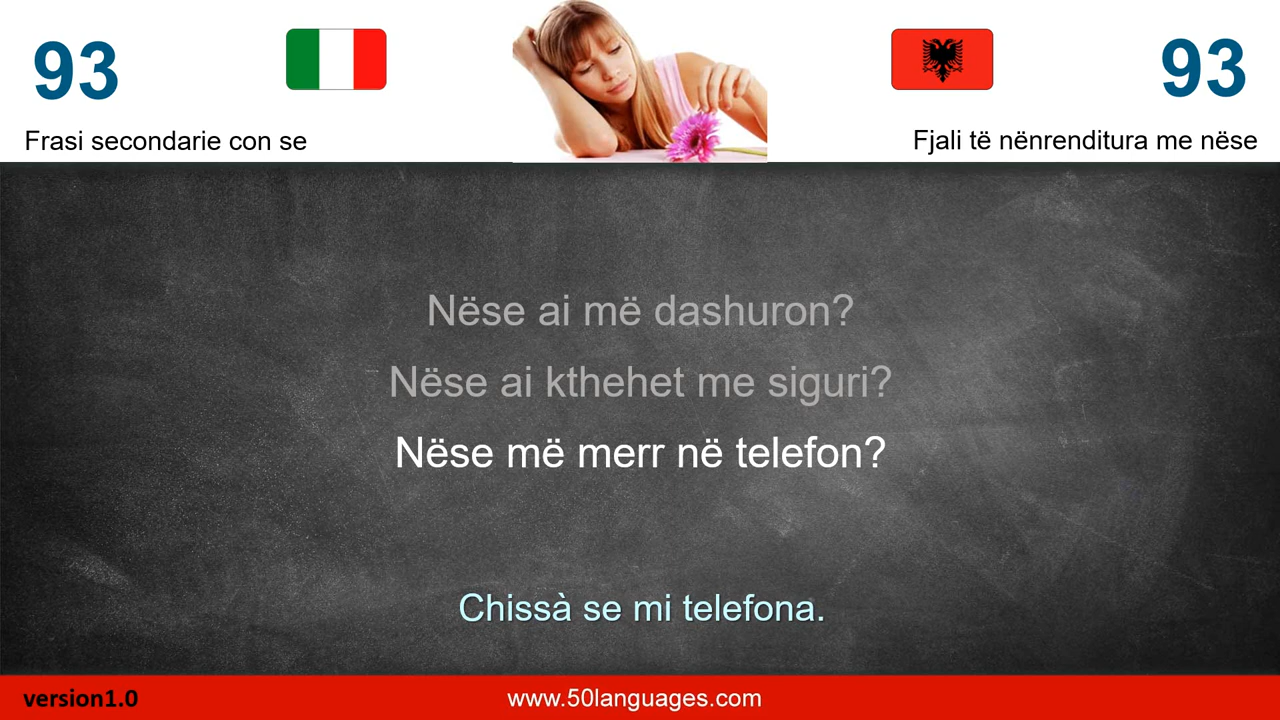 93
93
Frasi secondarie con se
Fjali të nënrenditura me nëse
Nëse ai më dashuron?
Nëse ai kthehet me siguri?
Nëse më merr në telefon?
Chissà se mi telefona.
version1.0
www.50languages.com